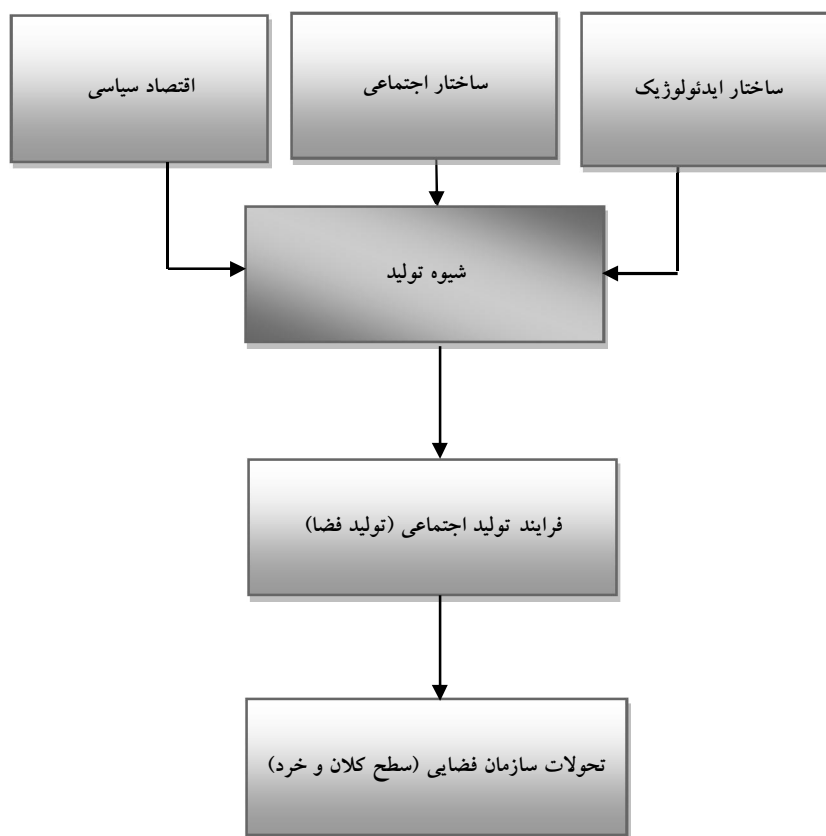 ساختار ایدئولوژیک
ساختار اجتماعی
اقتصاد سیاسی
شیوه تولید
فرایند تولید اجتماعی (تولید فضا)
تحولات سازمان فضایی (سطح کلان و خرد)